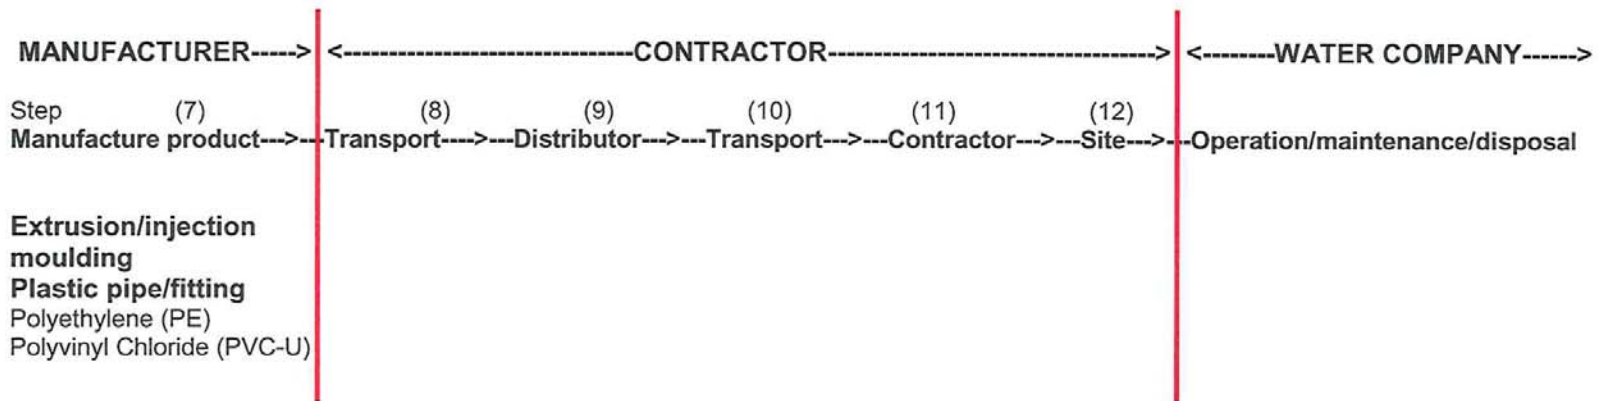 MANUFACTURER-----> <------------------------------CONTRACTOR----------------------------------> <--------WATER COMPANY------>
Step (7) (8) (9) (10) (11) (12)
Manufacture product--->---Transport---->---Distributor--->---Transport--->---Contractor--->---Site--->---Operation/maintenance/disposal
Extrusion/injection
moulding
Plastic pipe/fitting
Polyethylene (PE)
Polyvinyl Chloride (PVC-U)